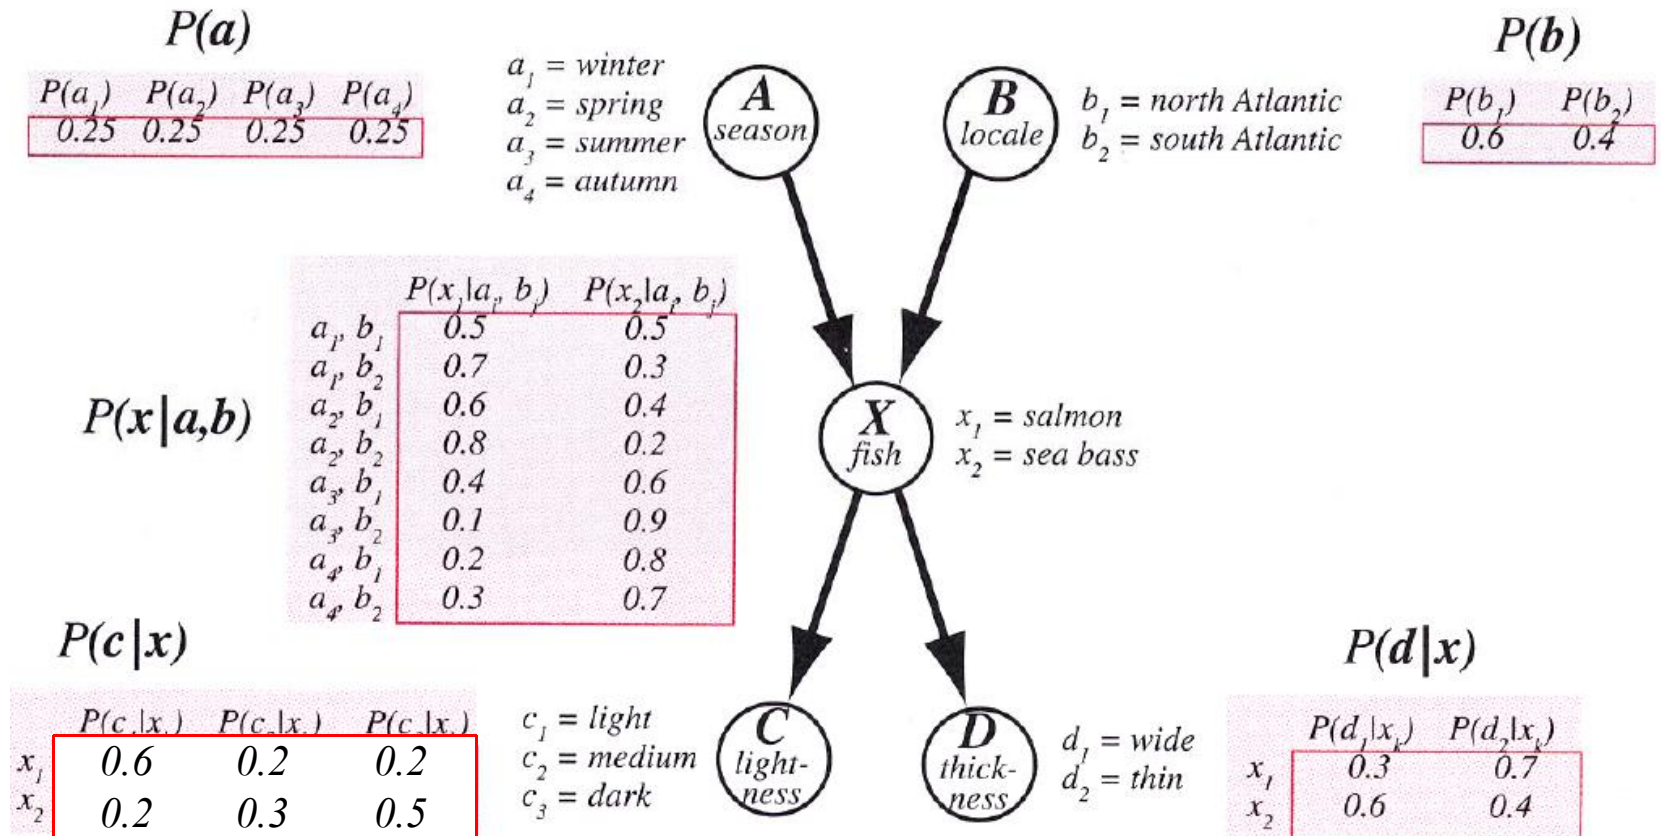 P(a)
P(a₁) P(a₂) P(a₃) P(a₄)
0.25 0.25 0.25 0.25
a₁ = winter
a₂ = spring
a₃ = summer
a₄ = autumn
A
season
B
locale
b₁ = north Atlantic
b₂ = south Atlantic
P(b)
P(b₁) P(b₂)
0.6 0.4
P(x|a,b)
P(x₁|aᵢ, bⱼ) P(x₂|aᵢ, bⱼ)
a₁, b₁ 0.5 0.5
a₁, b₂ 0.7 0.3
a₂, b₁ 0.6 0.4
a₂, b₂ 0.8 0.2
a₃, b₁ 0.4 0.6
a₃, b₂ 0.1 0.9
a₄, b₁ 0.2 0.8
a₄, b₂ 0.3 0.7
X
fish
x₁ = salmon
x₂ = sea bass
P(c|x)
x₁ 0.6 0.2 0.2
x₂ 0.2 0.3 0.5
c₁ = light
c₂ = medium
c₃ = dark
C
light-
ness
D
thick-
ness
d₁ = wide
d₂ = thin
P(d|x)
P(d₁|xₖ) P(d₂|xₖ)
x₁ 0.3 0.7
x₂ 0.6 0.4